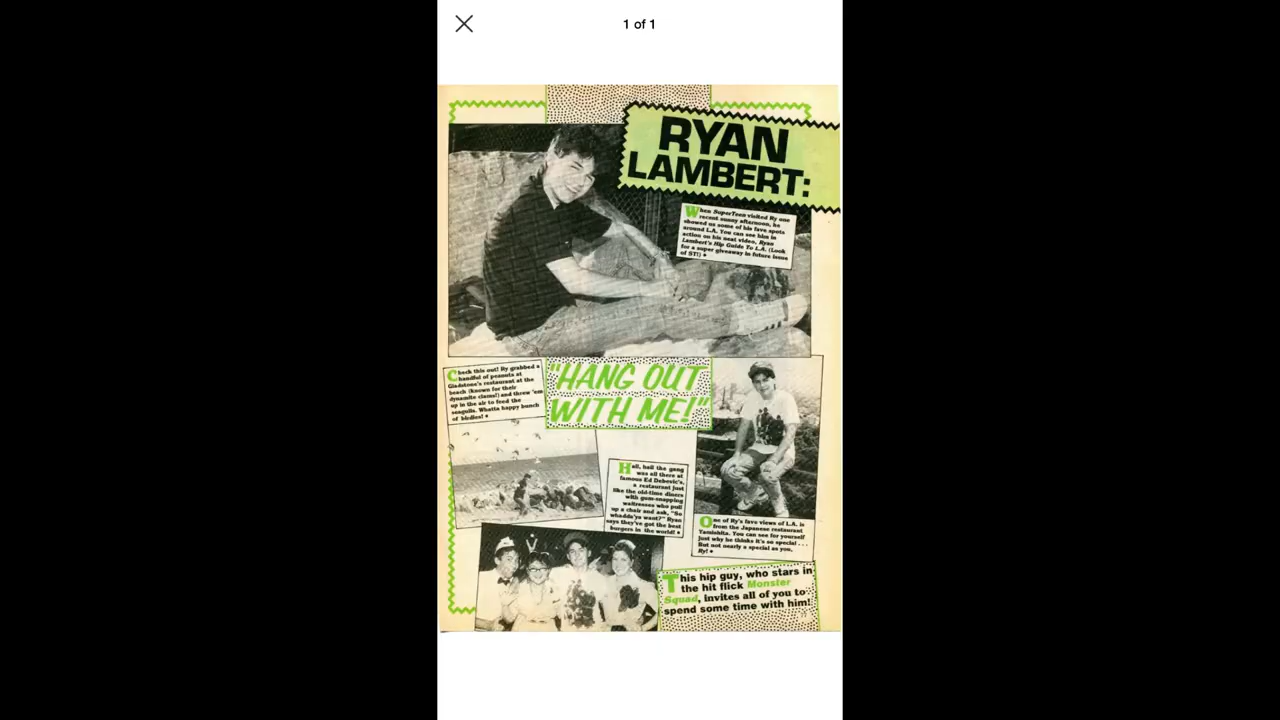 1 of 1
RYAN
LAMBERT:
When SuperTeen visited Ry one
recent sunny afternoon, he
showed us some of his fave spots
around L.A. You can see him in
action on his neat video, Ryan
Lambert's Hip Guide To L.A. (Look
for a super giveaway in future issue
of ST!)
"HANG OUT
WITH ME!"
Check this out! Ry grabbed a
handful of peanuts at
Gladstone's restaurant at the
beach (known for their
dynamite clams!) and threw 'em
up in the air to feed the
seagulls. Whatta happy bunch
of birdies!
Hail, hail the gang
was all there at
famous Ed Debevic's,
a restaurant just
like the old-time diners
with gum-snapping
waitresses who pull
up a chair and ask, "So
whadda'ya want?" Ryan
says they've got the best
burgers in the world!
One of Ry's fave views of L.A. is
from the Japanese restaurant
Yamishita. You can see for yourself
just why he thinks it's so special . . .
But not nearly a special as you,
Ry!
This hip guy, who stars in
the hit flick Monster
Squad, invites all of you to
spend some time with him!